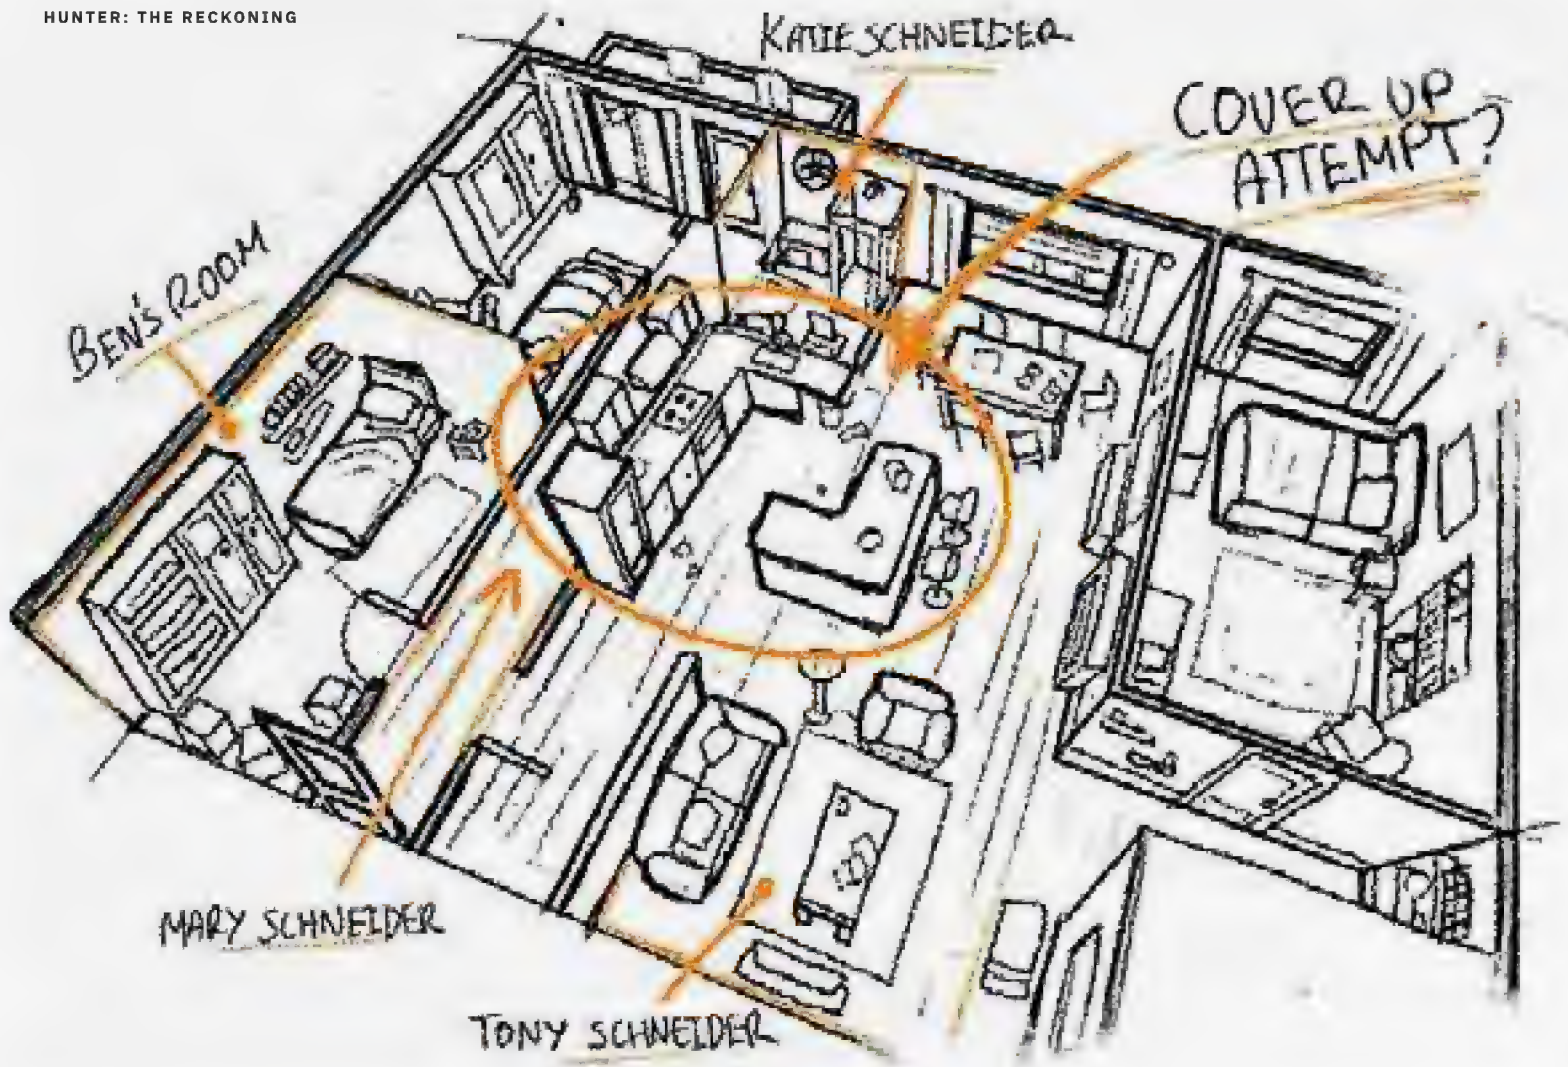 HUNTER: THE RECKONING
KATIE SCHNEIDER
COVER UP
ATTEMPT?
BEN'S ROOM
MARY SCHNEIDER
TONY SCHNEIDER